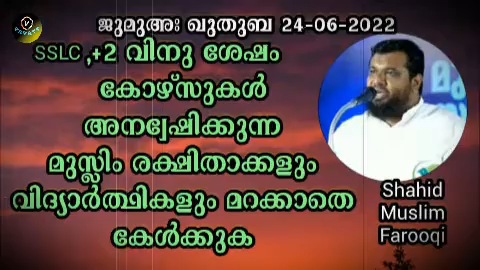 ജുമുഅഃ ഖുതുബ 24-06-2022
SSLC ,+2 വിനു ശേഷം
കോഴ്സുകൾ
അന്വേഷിക്കുന്ന
മുസ്ലിം രക്ഷിതാക്കളും
വിദ്യാർത്ഥികളും മറക്കാതെ
കേൾക്കുക
Shahid
Muslim
Farooqi